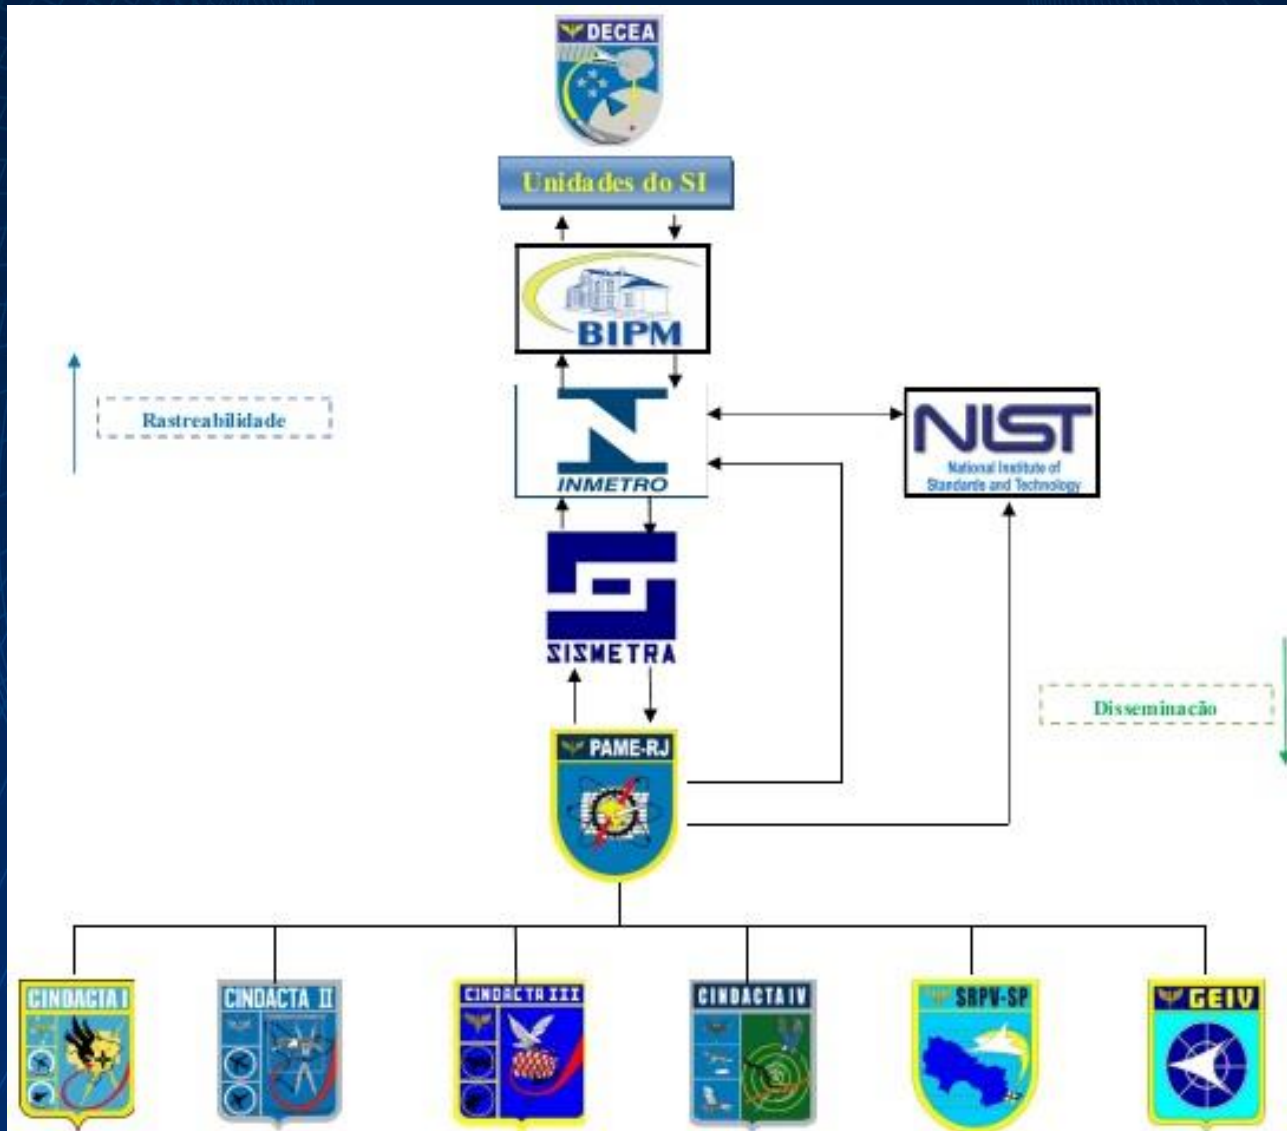 DECEA
Unidades do SI
BIPM
Rastreabilidade
INMETRO
NIST
National Institute of
Standards and Technology
SISMETRA
Disseminacão
PAME-RJ
CINDACTA I
CINDACTA II
CINDACTA III
CINDACTA IV
SRPV-SP
GEIV